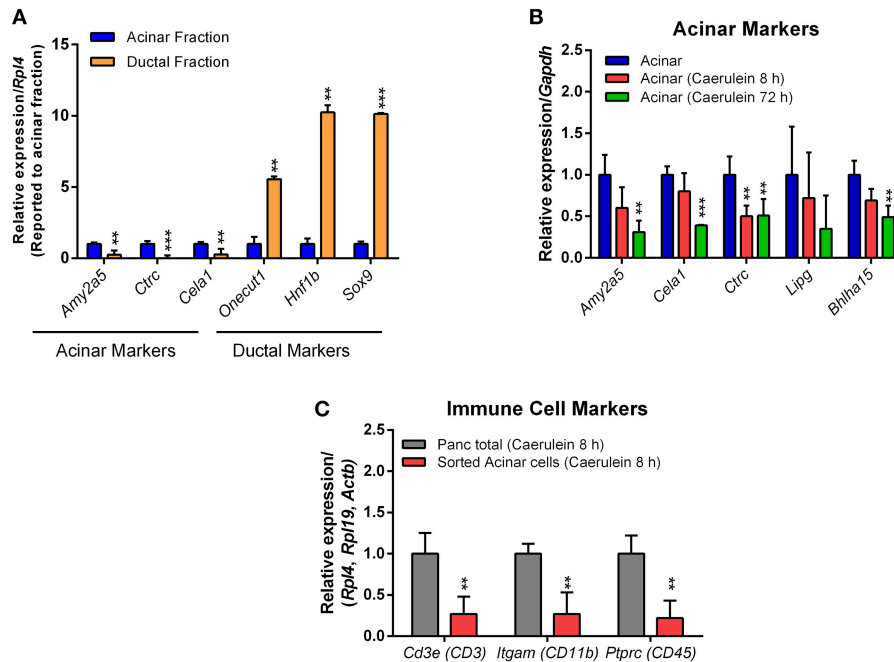 A
Relative expression/Rpl4
(Reported to acinar fraction)
15
10
5
0
Acinar Fraction
Ductal Fraction
**
***
**
**
**
***
Amy2a5
Ctrc
Cela1
Onecut1
Hnf1b
Sox9
Acinar Markers
Ductal Markers
B
Acinar Markers
Relative expression/Gapdh
2.5
2.0
1.5
1.0
0.5
0.0
Acinar
Acinar (Caerulein 8 h)
Acinar (Caerulein 72 h)
**
***
**
**
**
Amy2a5
Cela1
Ctrc
Lipg
Bhlha15
C
Immune Cell Markers
Relative expression/
(Rpl4, Rpl19, Actb)
2.5
2.0
1.5
1.0
0.5
0.0
Panc total (Caerulein 8 h)
Sorted Acinar cells (Caerulein 8 h)
**
**
**
Cd3e (CD3)
Itgam (CD11b)
Ptprc (CD45)